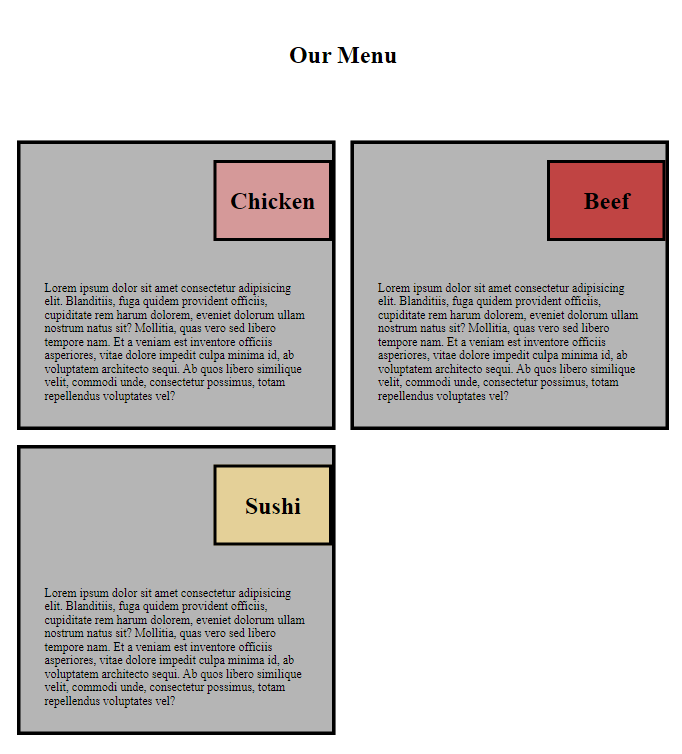 Our Menu
Chicken
Lorem ipsum dolor sit amet consectetur adipisicing
elit. Blanditiis, fuga quidem provident officiis,
cupiditate rem harum dolorem, eveniet dolorum ullam
nostrum natus sit? Mollitia, quas vero sed libero
tempore nam. Et a veniam est inventore officiis
asperiores, vitae dolore impedit culpa minima id, ab
voluptatem architecto sequi. Ab quos libero similique
velit, commodi unde, consectetur possimus, totam
repellendus voluptates vel?
Beef
Lorem ipsum dolor sit amet consectetur adipisicing
elit. Blanditiis, fuga quidem provident officiis,
cupiditate rem harum dolorem, eveniet dolorum ullam
nostrum natus sit? Mollitia, quas vero sed libero
tempore nam. Et a veniam est inventore officiis
asperiores, vitae dolore impedit culpa minima id, ab
voluptatem architecto sequi. Ab quos libero similique
velit, commodi unde, consectetur possimus, totam
repellendus voluptates vel?
Sushi
Lorem ipsum dolor sit amet consectetur adipisicing
elit. Blanditiis, fuga quidem provident officiis,
cupiditate rem harum dolorem, eveniet dolorum ullam
nostrum natus sit? Mollitia, quas vero sed libero
tempore nam. Et a veniam est inventore officiis
asperiores, vitae dolore impedit culpa minima id, ab
voluptatem architecto sequi. Ab quos libero similique
velit, commodi unde, consectetur possimus, totam
repellendus voluptates vel?